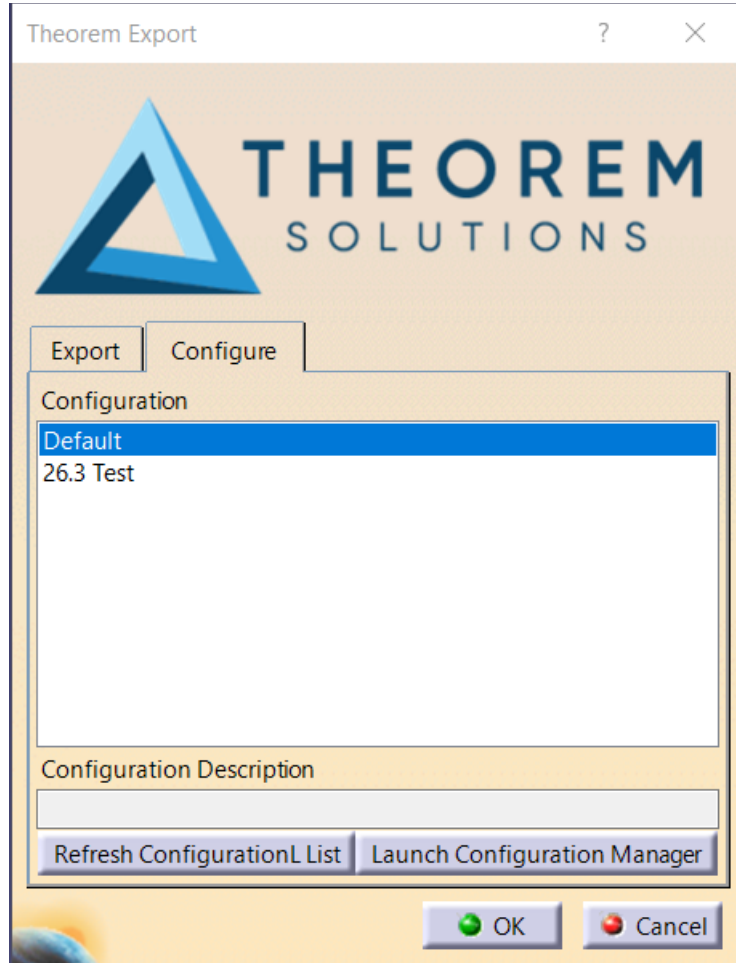 Theorem Export ?
THEOREM
SOLUTIONS
Export Configure
Configuration
Default
26.3 Test
Configuration Description
Refresh ConfigurationL List Launch Configuration Manager
OK Cancel